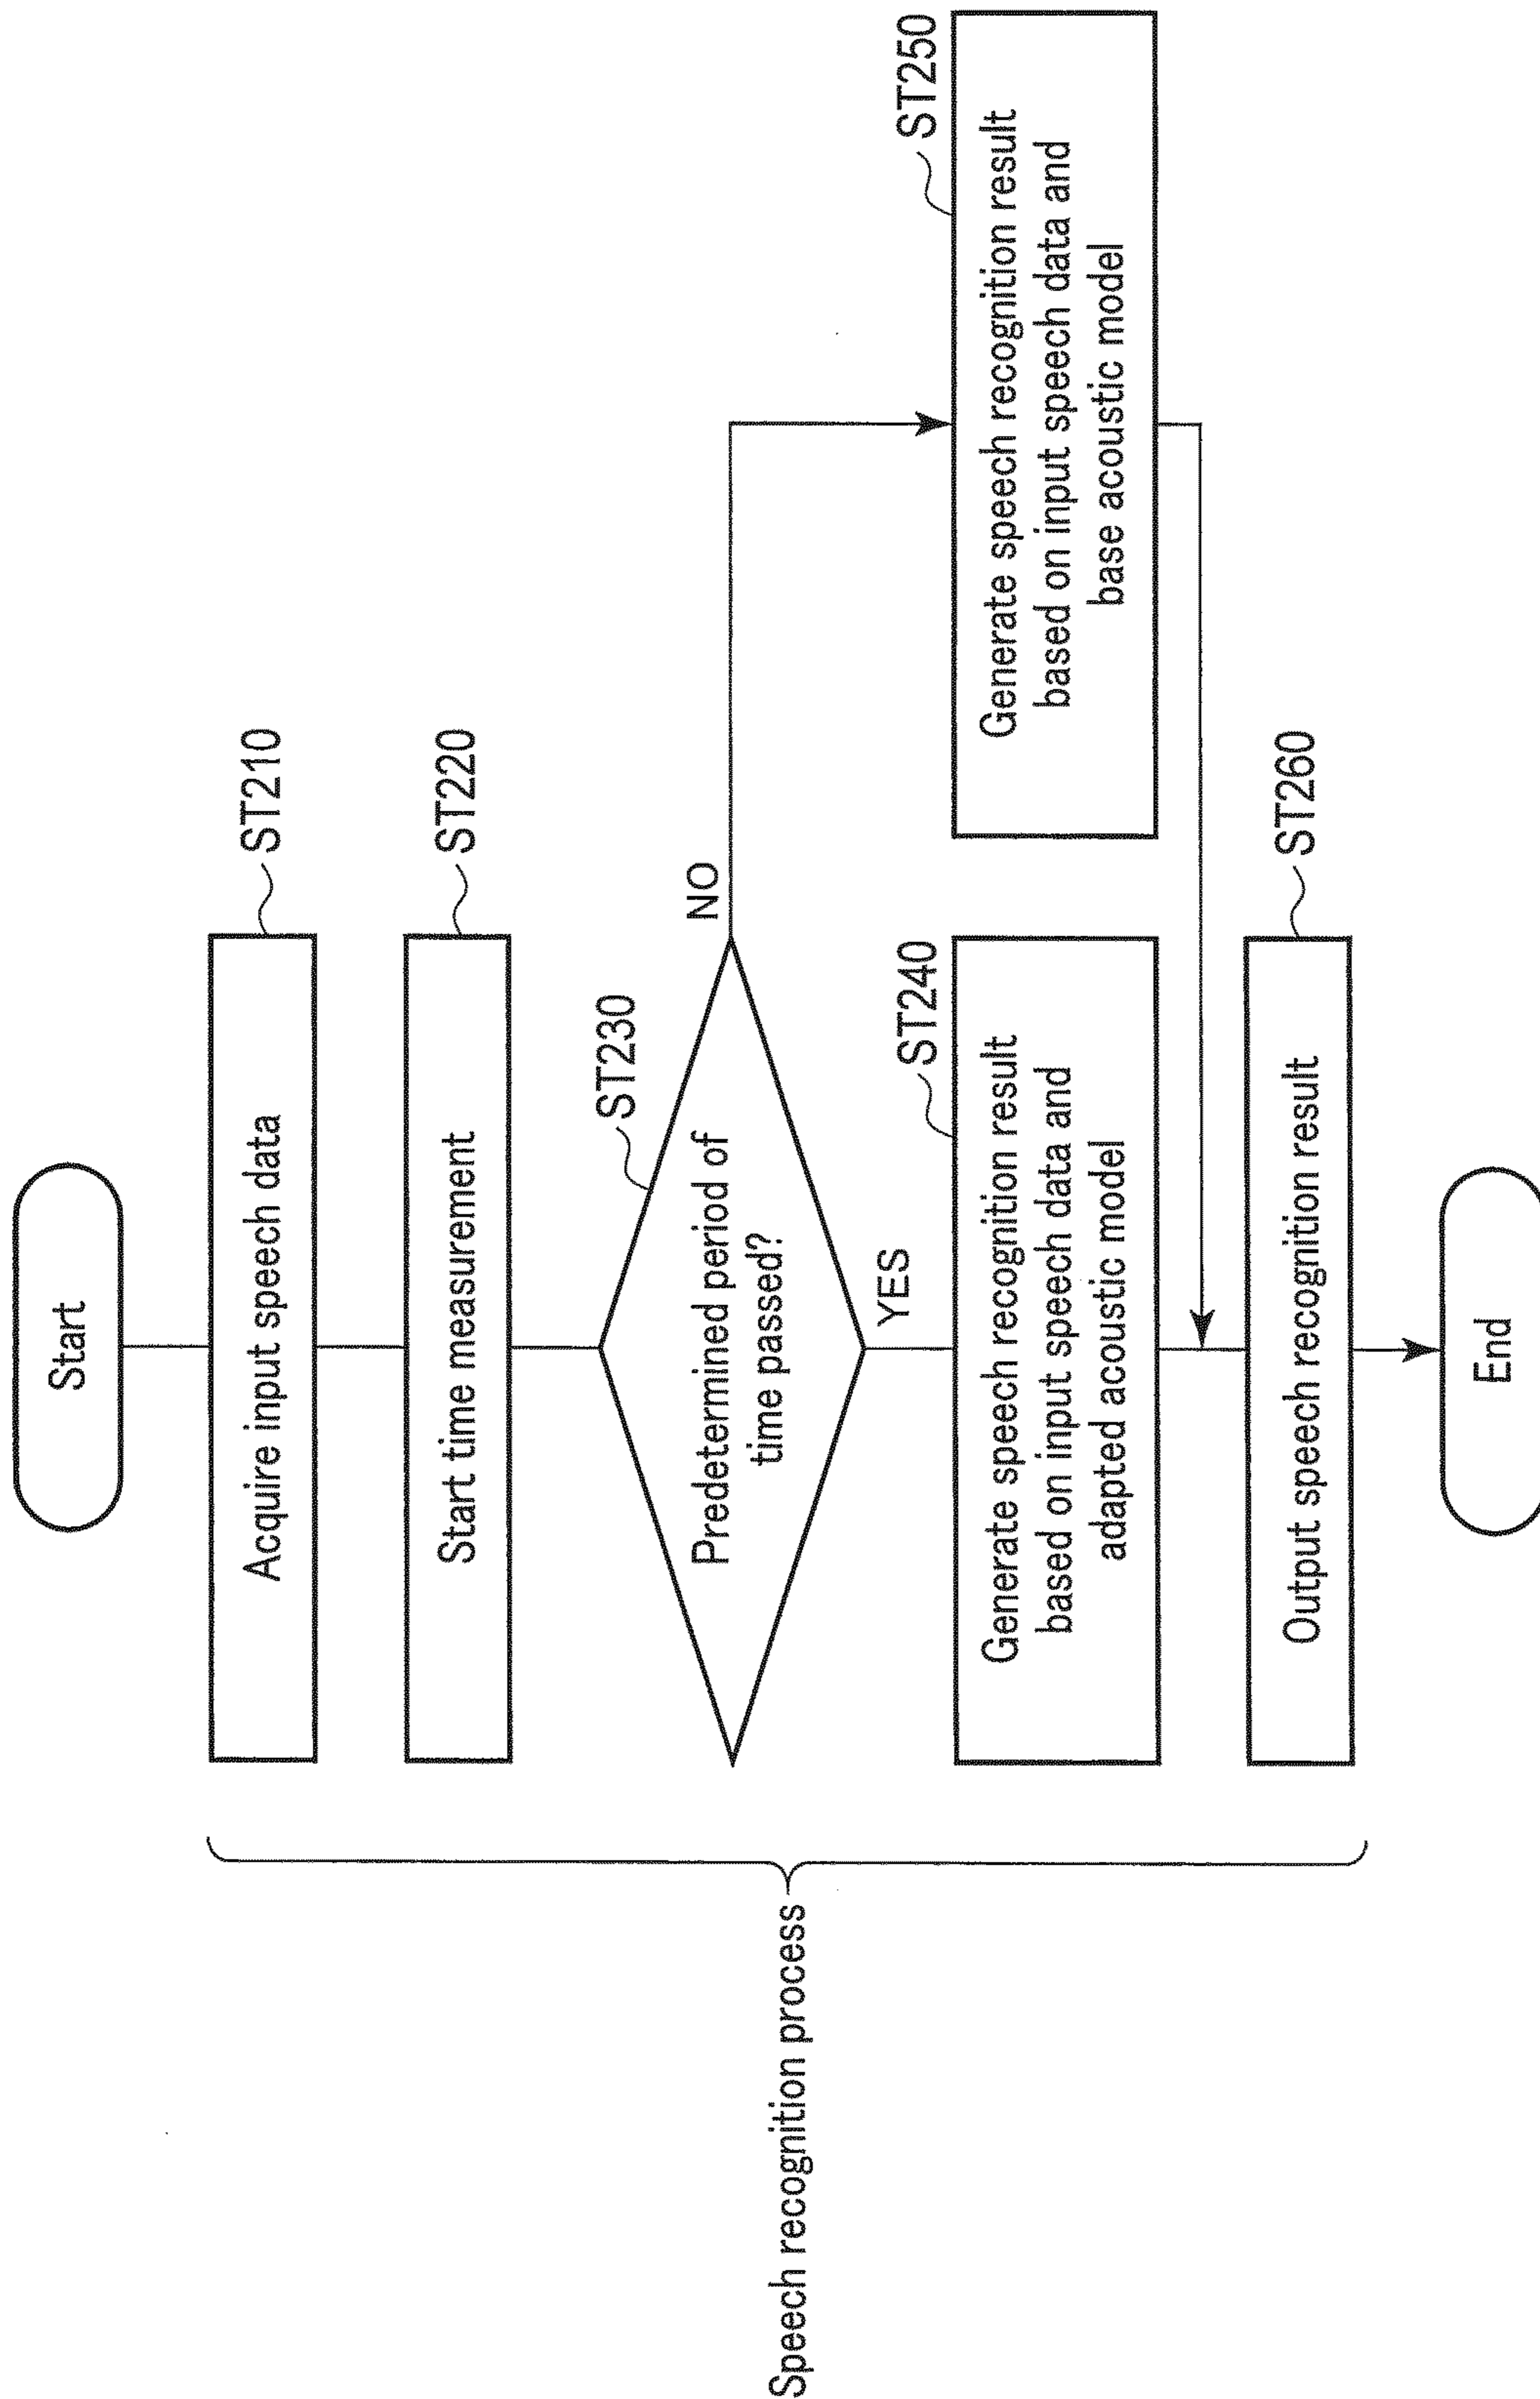 Start
Acquire input speech data
ST210
Start time measurement
ST220
ST230
Predetermined period of
time passed?
NO
YES
ST240
Generate speech recognition result
based on input speech data and
adapted acoustic model
ST250
Generate speech recognition result
based on input speech data and
base acoustic model
Output speech recognition result
ST260
End
Speech recognition process